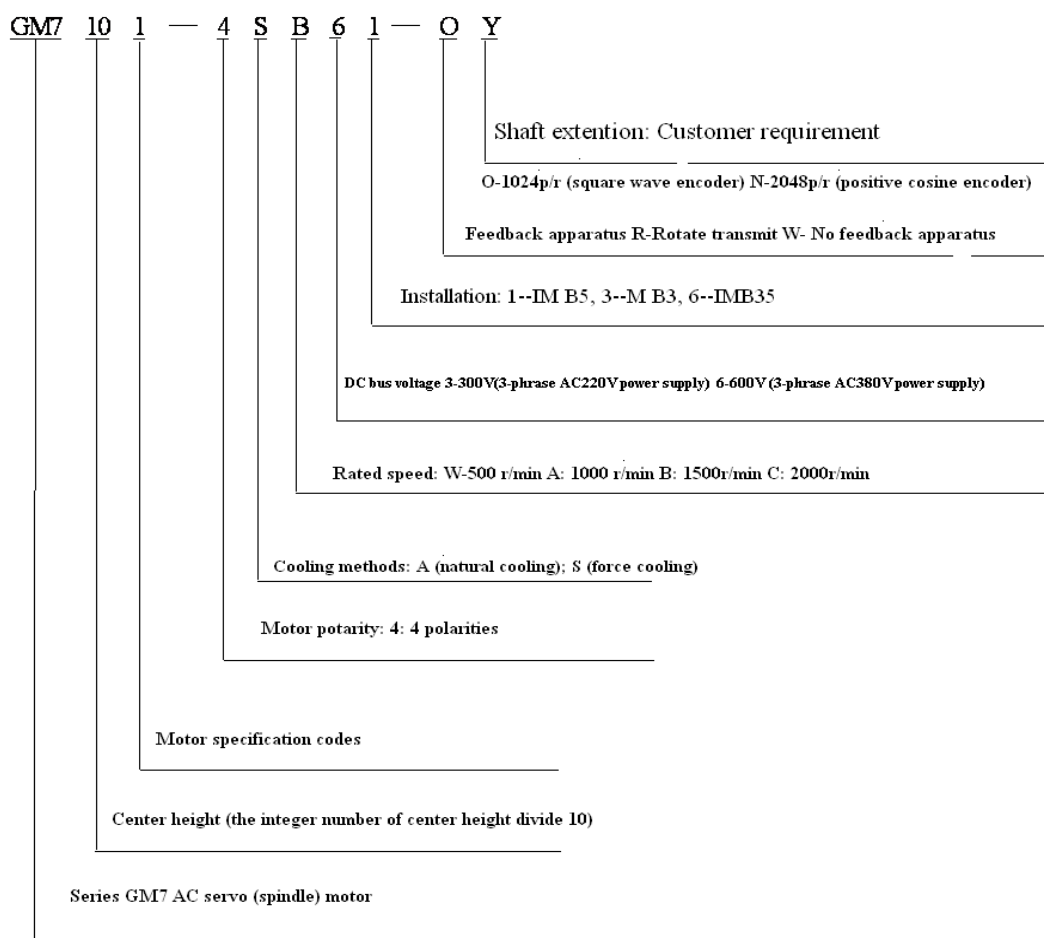 GM7 10 1 — 4 S B 6 1 — O Y
Shaft extention: Customer requirement
O-1024p/r (square wave encoder) N-2048p/r (positive cosine encoder)
Feedback apparatus R-Rotate transmit W- No feedback apparatus
Installation: 1--IM B5, 3--M B3, 6--IMB35
DC bus voltage 3-300V(3-phrase AC220V power supply) 6-600V (3-phrase AC380V power supply)
Rated speed: W-500 r/min A: 1000 r/min B: 1500r/min C: 2000r/min
Cooling methods: A (natural cooling); S (force cooling)
Motor potarity: 4: 4 polarities
Motor specification codes
Center height (the integer number of center height divide 10)
Series GM7 AC servo (spindle) motor